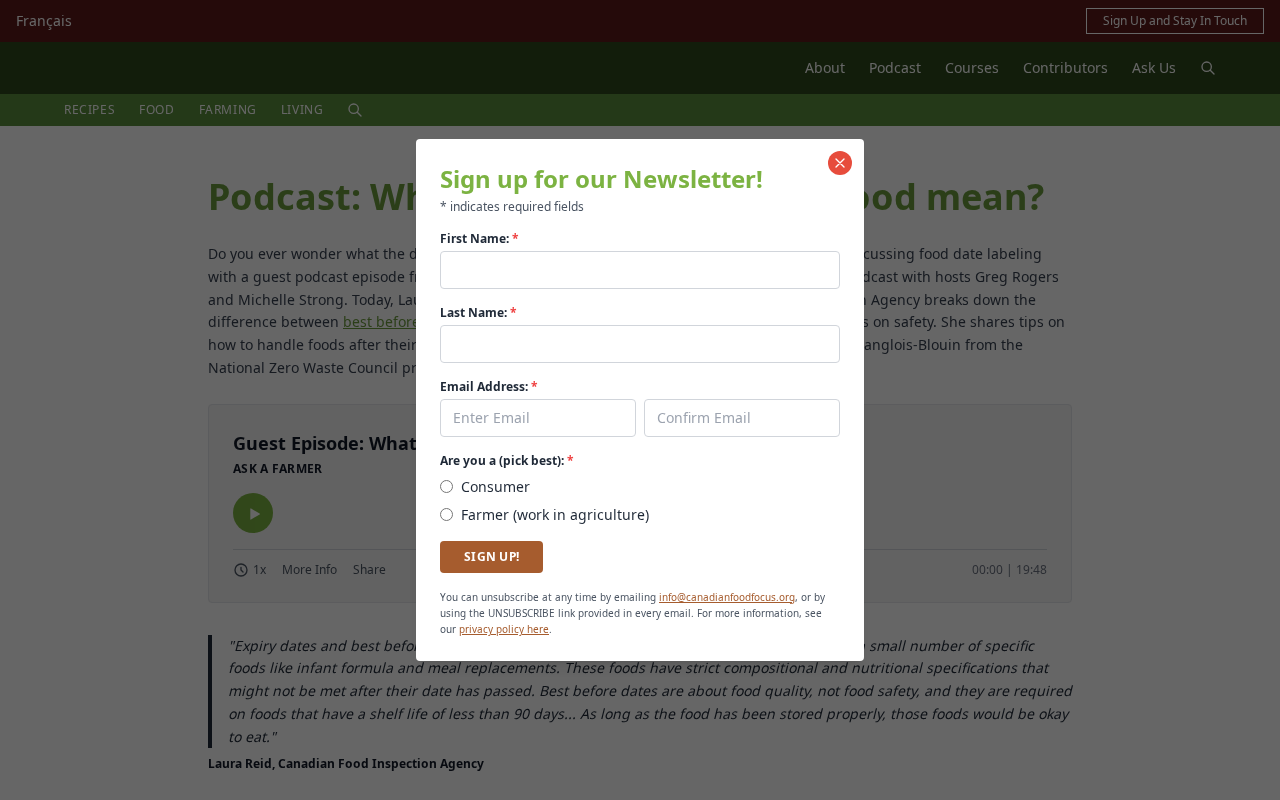 Français
Sign Up and Stay In Touch
About Podcast Courses Contributors Ask Us
RECIPES FOOD FARMING LIVING
Sign up for our Newsletter!
* indicates required fields
First Name: *
Last Name: *
Email Address: *
Enter Email
Confirm Email
Are you a (pick best): *
Consumer
Farmer (work in agriculture)
SIGN UP!
You can unsubscribe at any time by emailing info@canadianfoodfocus.org, or by
using the UNSUBSCRIBE link provided in every email. For more information, see
our privacy policy here.
Podcast: mean?
Do you ever wonder what the food date labeling
with a guest podcast episode with hosts Greg Rogers
and Michelle Strong. Today, Agency breaks down the
difference between best before on safety. She shares tips on
how to handle foods after their from the
National Zero Waste Council
Guest Episode: What
ASK A FARMER
1x More Info Share 00:00 | 19:48
"Expiry dates and best a small number of specific
foods like infant formula and meal replacements. These foods have strict compositional and nutritional specifications that
might not be met after their date has passed. Best before dates are about food quality, not food safety, and they are required
on foods that have a shelf life of less than 90 days... As long as the food has been stored properly, those foods would be okay
to eat."
Laura Reid, Canadian Food Inspection Agency